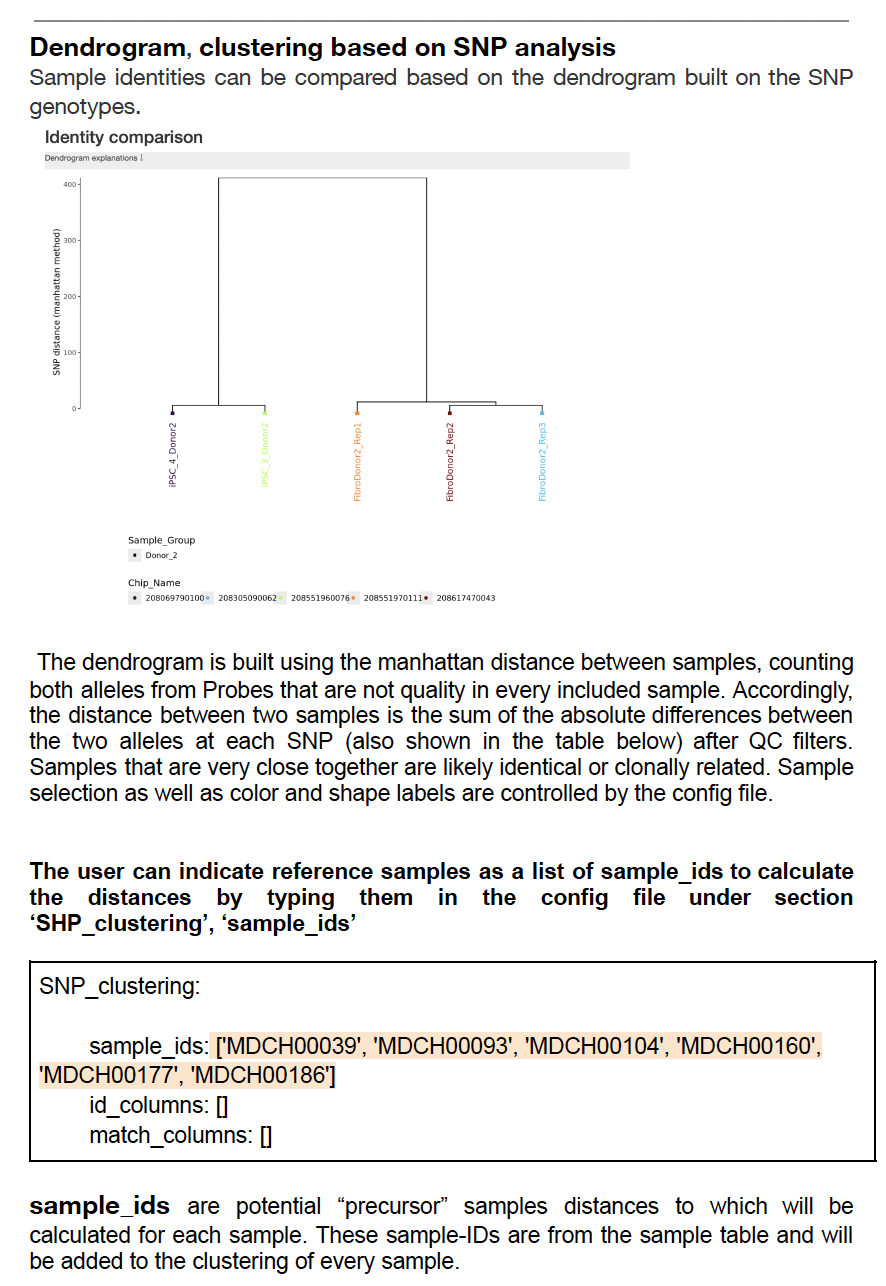 Dendrogram, clustering based on SNP analysis
Sample identities can be compared based on the dendrogram built on the SNP
genotypes.
Identity comparison
Dendrogram explanations ⇩
SNP distance (manhattan method)
400
300
200
100
0
iPSC_4_Donor2
iPSC_3_Donor2
FibroDonor2_Rep1
FibroDonor2_Rep2
FibroDonor2_Rep3
Sample_Group
Donor_2
Chip_Name
208069790100 208305090062 208551960076 208551970111 208617470043
The dendrogram is built using the manhattan distance between samples, counting
both alleles from Probes that are not quality in every included sample. Accordingly,
the distance between two samples is the sum of the absolute differences between
the two alleles at each SNP (also shown in the table below) after QC filters.
Samples that are very close together are likely identical or clonally related. Sample
selection as well as color and shape labels are controlled by the config file.
The user can indicate reference samples as a list of sample_ids to calculate
the distances by typing them in the config file under section
‘SHP_clustering’, ‘sample_ids’
SNP_clustering:
sample_ids: ['MDCH00039', 'MDCH00093', 'MDCH00104', 'MDCH00160',
'MDCH00177', 'MDCH00186']
id_columns: []
match_columns: []
sample_ids are potential “precursor” samples distances to which will be
calculated for each sample. These sample-IDs are from the sample table and will
be added to the clustering of every sample.